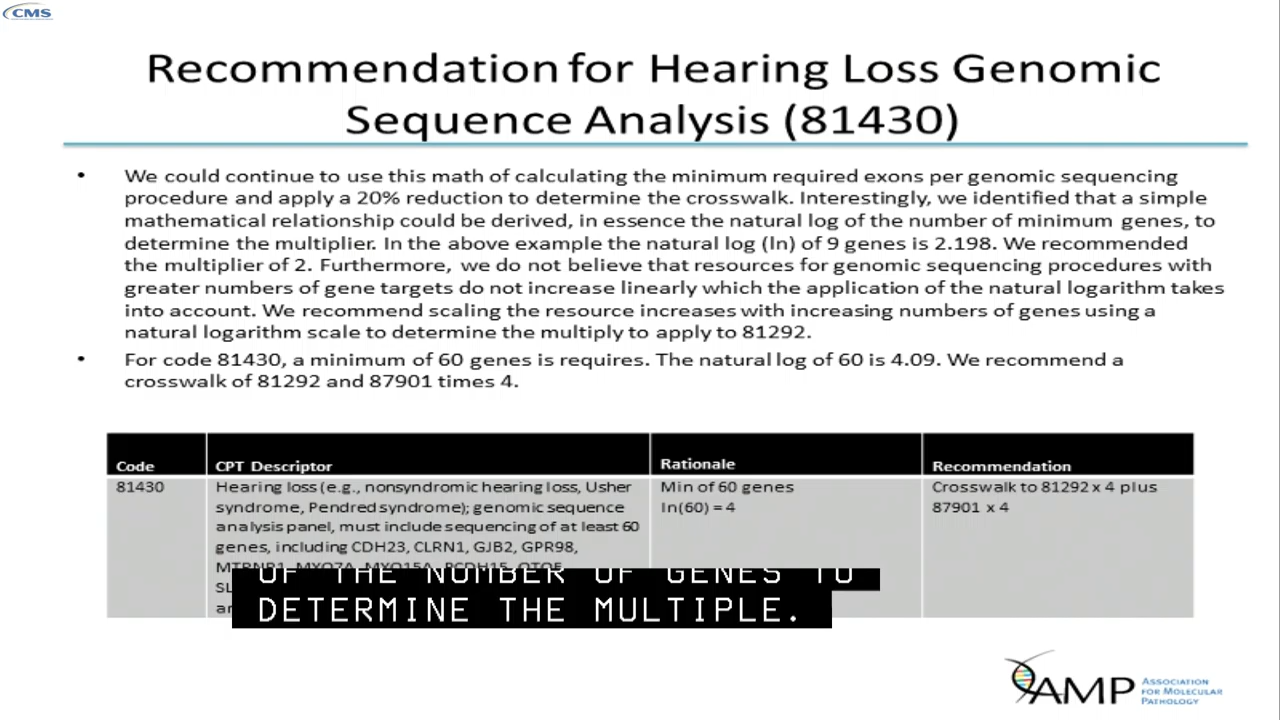 CMS
Recommendation for Hearing Loss Genomic
Sequence Analysis (81430)
• We could continue to use this math of calculating the minimum required exons per genomic sequencing
procedure and apply a 20% reduction to determine the crosswalk. Interestingly, we identified that a simple
mathematical relationship could be derived, in essence the natural log of the number of minimum genes, to
determine the multiplier. In the above example the natural log (ln) of 9 genes is 2.198. We recommended
the multiplier of 2. Furthermore, we do not believe that resources for genomic sequencing procedures with
greater numbers of gene targets do not increase linearly which the application of the natural logarithm takes
into account. We recommend scaling the resource increases with increasing numbers of genes using a
natural logarithm scale to determine the multiply to apply to 81292.
• For code 81430, a minimum of 60 genes is requires. The natural log of 60 is 4.09. We recommend a
crosswalk of 81292 and 87901 times 4.
Code CPT Descriptor Rationale Recommendation
81430 Hearing loss (e.g., nonsyndromic hearing loss, Usher
syndrome, Pendred syndrome); genomic sequence
analysis panel, must include sequencing of at least 60
genes, including CDH23, CLRN1, GJB2, GPR98,
Min of 60 genes
ln(60) = 4
Crosswalk to 81292 x 4 plus
87901 x 4
OF THE NUMBER OF GENES TO
DETERMINE THE MULTIPLE.
AMP ASSOCIATION
FOR MOLECULAR
PATHOLOGY